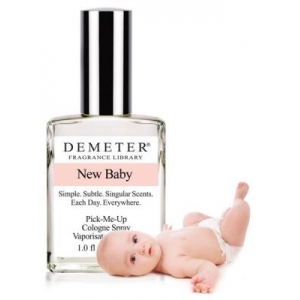 DEMETER®
FRAGRANCE LIBRARY
New Baby
Simple. Subtle. Singular Scents.
Each Day. Everywhere.
Pick-Me-Up
Cologne Spray
1.0 fl